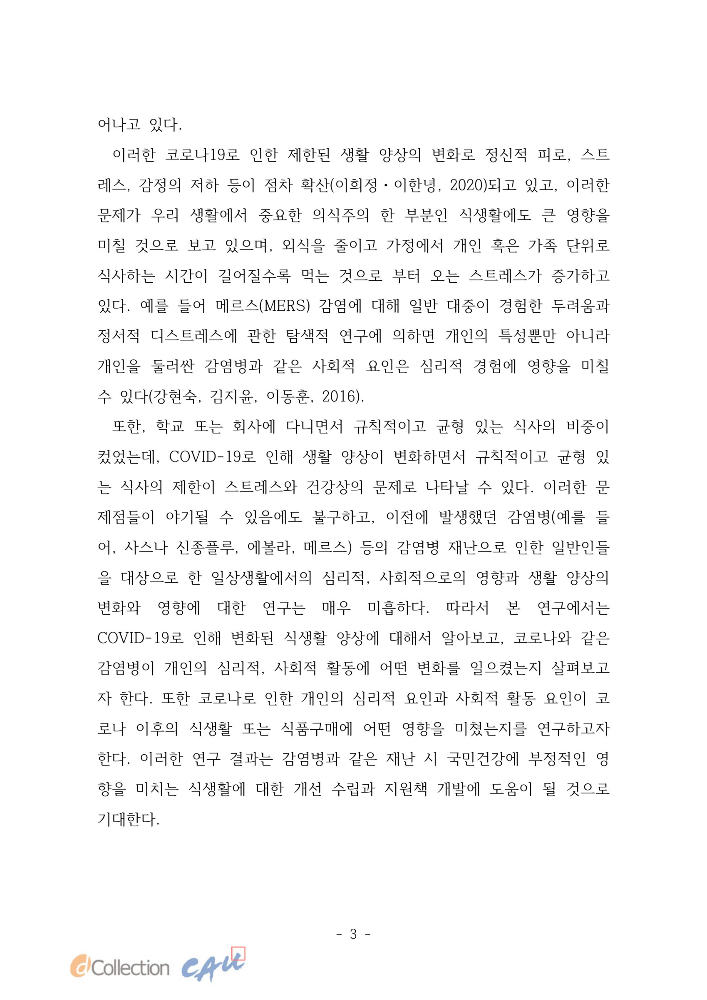 어나고 있다.
이러한 코로나19로 인한 제한된 생활 양상의 변화로 정신적 피로, 스트
레스, 감정의 저하 등이 점차 확산(이희정・이한녕, 2020)되고 있고, 이러한
문제가 우리 생활에서 중요한 의식주의 한 부분인 식생활에도 큰 영향을
미칠 것으로 보고 있으며, 외식을 줄이고 가정에서 개인 혹은 가족 단위로
식사하는 시간이 길어질수록 먹는 것으로 부터 오는 스트레스가 증가하고
있다. 예를 들어 메르스(MERS) 감염에 대해 일반 대중이 경험한 두려움과
정서적 디스트레스에 관한 탐색적 연구에 의하면 개인의 특성뿐만 아니라
개인을 둘러싼 감염병과 같은 사회적 요인은 심리적 경험에 영향을 미칠
수 있다(강현숙, 김지윤, 이동훈, 2016).
또한, 학교 또는 회사에 다니면서 규칙적이고 균형 있는 식사의 비중이
컸었는데, COVID-19로 인해 생활 양상이 변화하면서 규칙적이고 균형 있
는 식사의 제한이 스트레스와 건강상의 문제로 나타날 수 있다. 이러한 문
제점들이 야기될 수 있음에도 불구하고, 이전에 발생했던 감염병(예를 들
어, 사스나 신종플루, 에볼라, 메르스) 등의 감염병 재난으로 인한 일반인들
을 대상으로 한 일상생활에서의 심리적, 사회적으로의 영향과 생활 양상의
변화와 영향에 대한 연구는 매우 미흡하다. 따라서 본 연구에서는
COVID-19로 인해 변화된 식생활 양상에 대해서 알아보고, 코로나와 같은
감염병이 개인의 심리적, 사회적 활동에 어떤 변화를 일으켰는지 살펴보고
자 한다. 또한 코로나로 인한 개인의 심리적 요인과 사회적 활동 요인이 코
로나 이후의 식생활 또는 식품구매에 어떤 영향을 미쳤는지를 연구하고자
한다. 이러한 연구 결과는 감염병과 같은 재난 시 국민건강에 부정적인 영
향을 미치는 식생활에 대한 개선 수립과 지원책 개발에 도움이 될 것으로
기대한다.
- 3 -
dCollection CAU